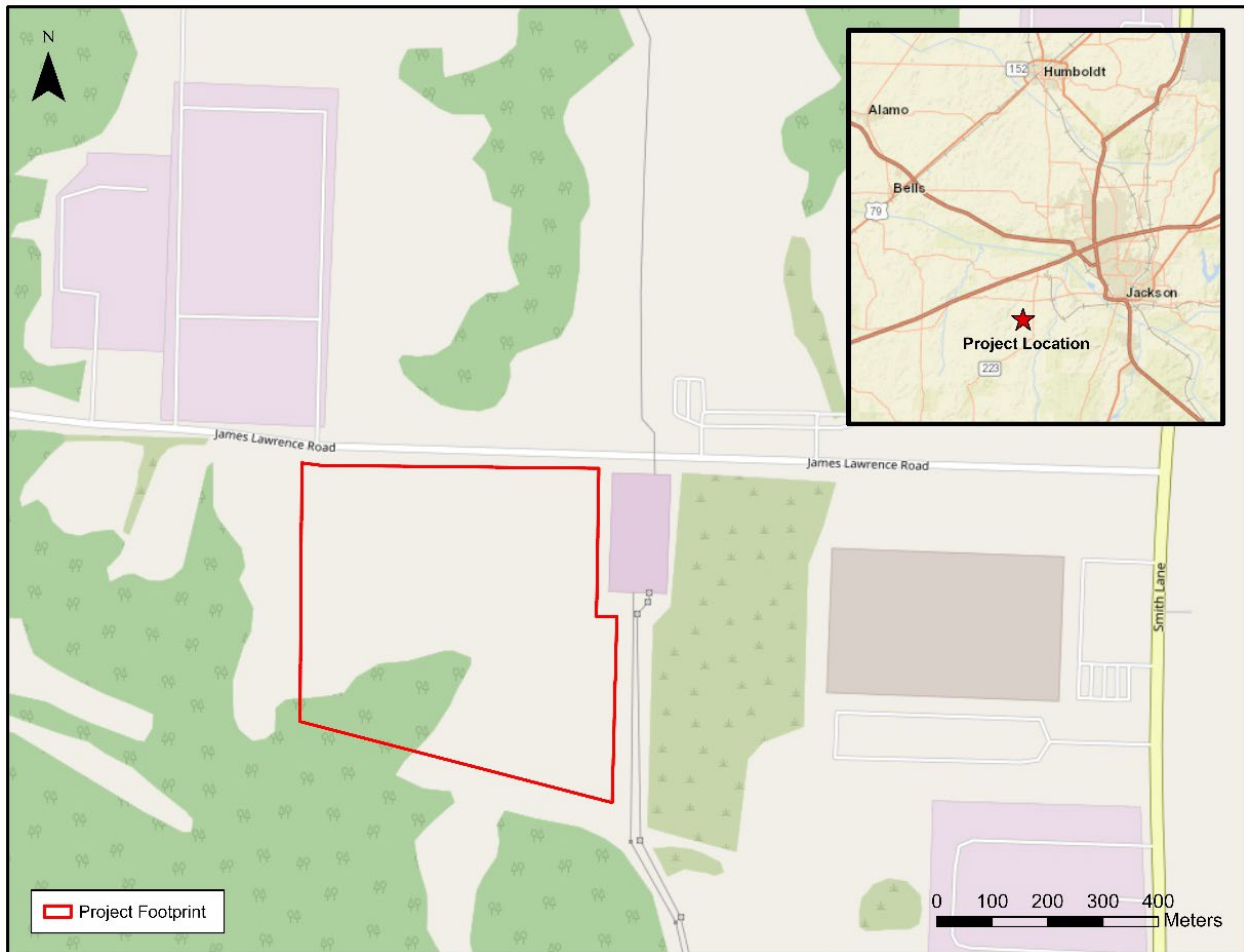 N
152
Humboldt
Alamo
Bells
79
Jackson
Project Location
223
James Lawrence Road
James Lawrence Road
Smith Lane
Project Footprint
0 100 200 300 400
Meters